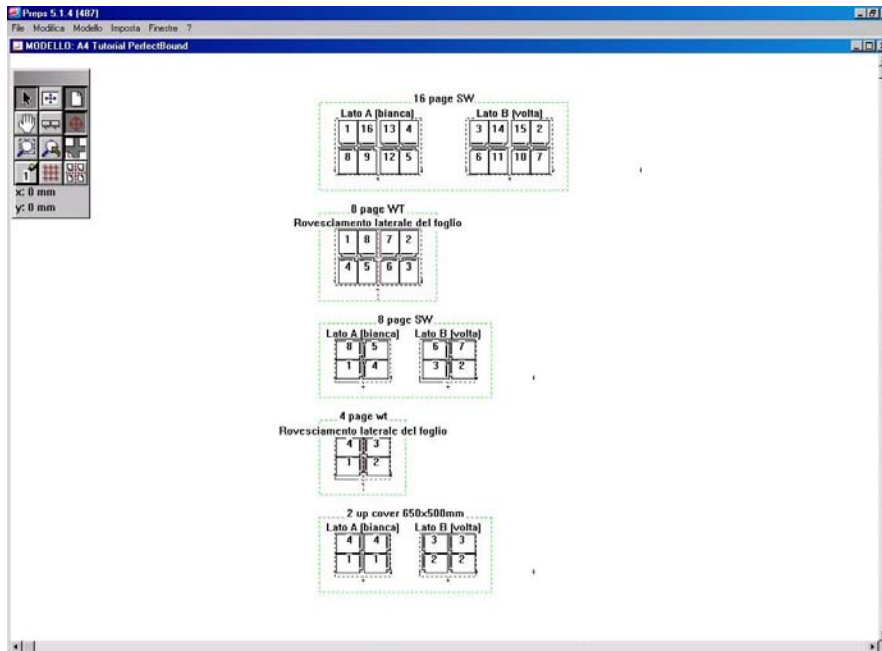 Preps 5.1.4 (487)
File Modifica Modello Imposta Finestre ?
MODELLO: A4 Tutorial PerfectBound
x: 0 mm
y: 0 mm
16 page SW
Lato A (bianca) Lato B (volta)
1 16 13 4 3 14 15 2
8 9 12 5 6 11 10 7
8 page WT
Rovesciamento laterale del foglio
1 8 7 2
4 5 6 3
8 page SW
Lato A (bianca) Lato B (volta)
8 5 6 7
1 4 3 2
4 page wt
Rovesciamento laterale del foglio
4 3
1 2
2 up cover 650x500mm
Lato A (bianca) Lato B (volta)
4 4 3 3
1 1 2 2